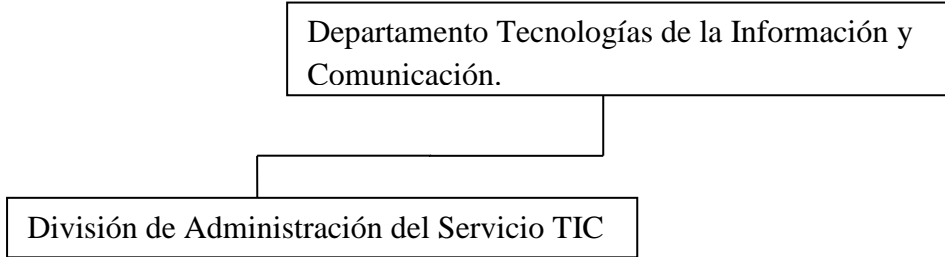 Departamento Tecnologías de la Información y
Comunicación.
División de Administración del Servicio TIC